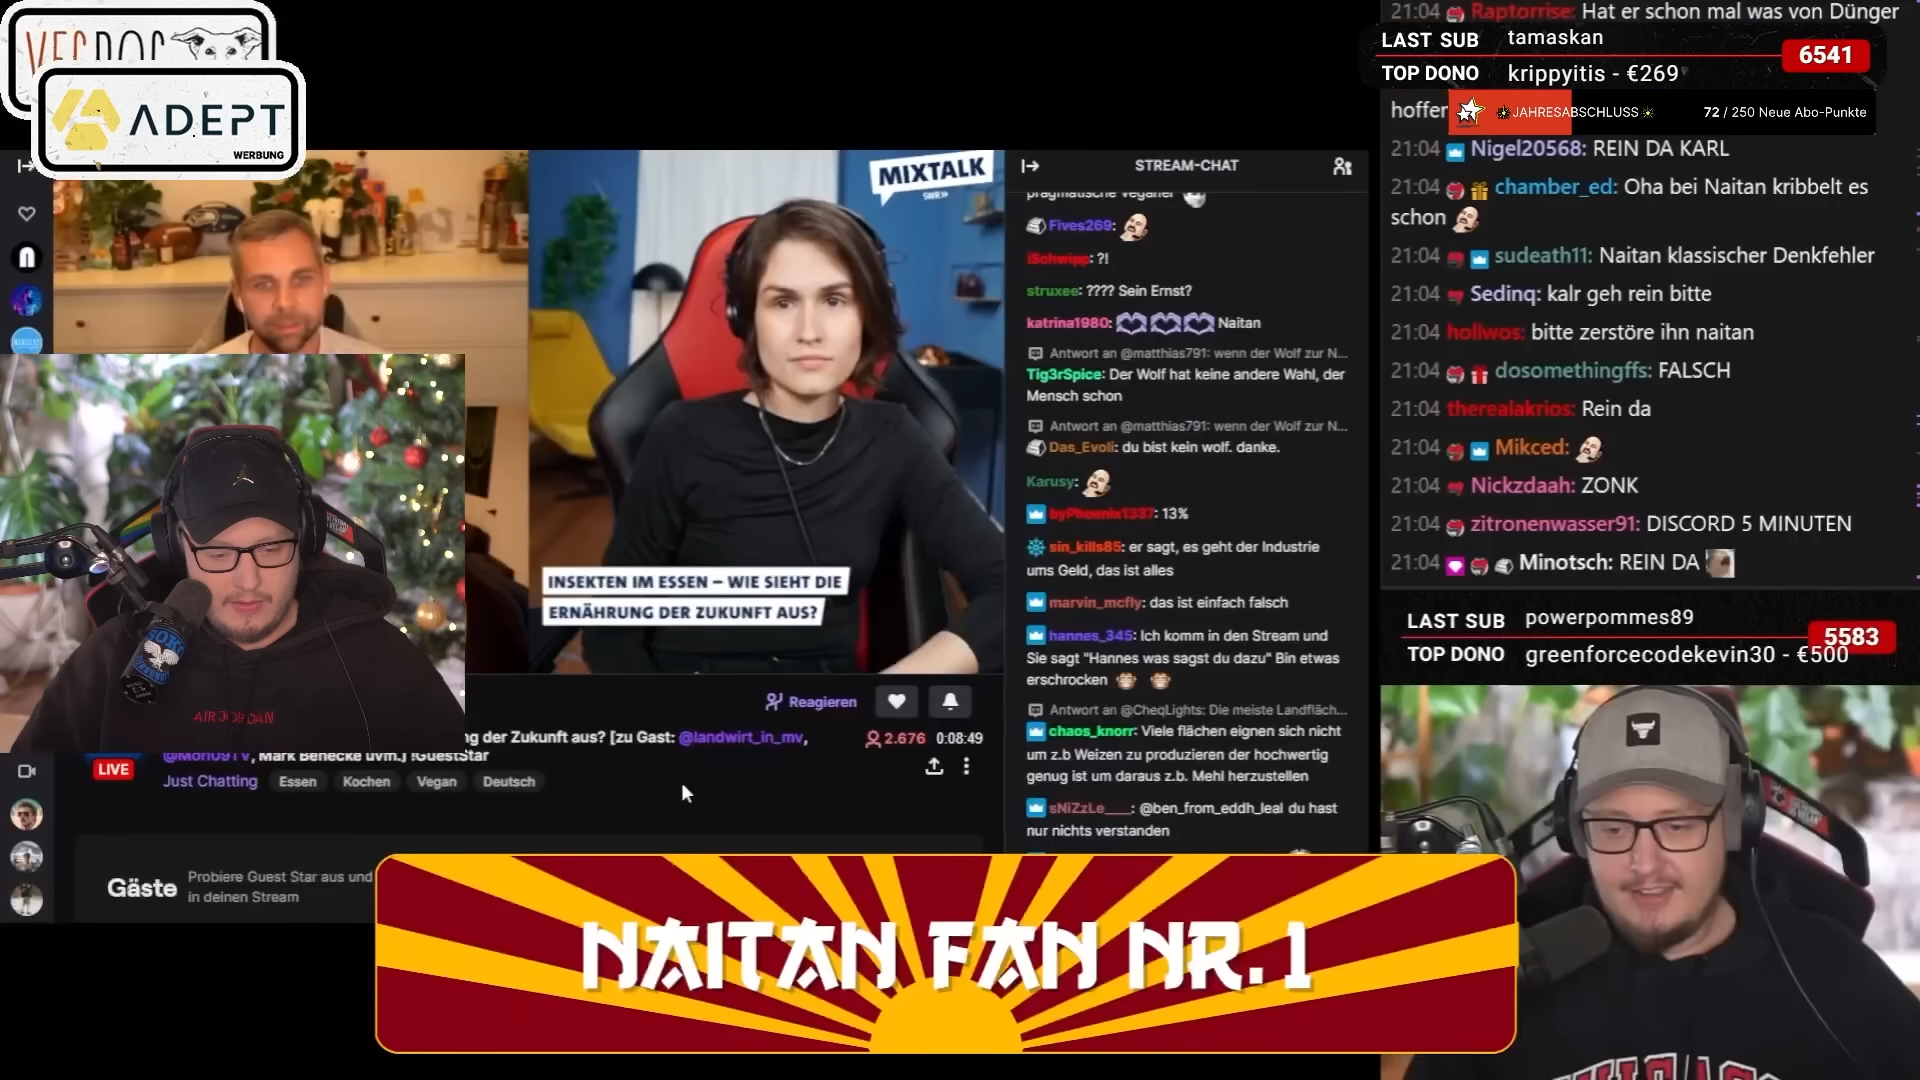 ADEPT
WERBUNG
MIXTALK
SWR»
INSEKTEN IM ESSEN – WIE SIEHT DIE
ERNÄHRUNG DER ZUKUNFT AUS?
Reagieren
g der Zukunft aus? [zu Gast: @landwirt_in_mv,
2.676 0:08:49
, Mark Benecke uvm.] !GuestStar
LIVE
Just Chatting Essen Kochen Vegan Deutsch
Gäste
Probiere Guest Star aus und
in deinen Stream
STREAM-CHAT
pragmatische Veganer
Fives269:
iSchwipp: ?!
struxee: ???? Sein Ernst?
katrina1980: Naitan
Antwort an @matthias791: wenn der Wolf zur N...
Tig3rSpice: Der Wolf hat keine andere Wahl, der
Mensch schon
Antwort an @matthias791: wenn der Wolf zur N...
Das_Evoli: du bist kein wolf. danke.
Karusy:
byPhoenix1337: 13%
sin_kills85: er sagt, es geht der Industrie
ums Geld, das ist alles
marvin_mcfly: das ist einfach falsch
hannes_345: Ich komm in den Stream und
Sie sagt "Hannes was sagst du dazu" Bin etwas
erschrocken
Antwort an @CheqLights: Die meiste Landfläch...
chaos_knorr: Viele flächen eignen sich nicht
um z.b Weizen zu produzieren der hochwertig
genug ist um daraus z.b. Mehl herzustellen
sNiZzLe___: @ben_from_eddh_leal du hast
nur nichts verstanden
21:04 Raptorrise: Hat er schon mal was von Dünger
LAST SUB tamaskan
6541
TOP DONO krippyitis - €269
hoffer
JAHRESABSCHLUSS 72 / 250 Neue Abo-Punkte
21:04 Nigel20568: REIN DA KARL
21:04 chamber_ed: Oha bei Naitan kribbelt es
schon
21:04 sudeath11: Naitan klassischer Denkfehler
21:04 Sedinq: kalr geh rein bitte
21:04 hollwos: bitte zerstöre ihn naitan
21:04 dosomethingffs: FALSCH
21:04 therealakrios: Rein da
21:04 Mikced:
21:04 Nickzdaah: ZONK
21:04 zitronenwasser91: DISCORD 5 MINUTEN
21:04 Minotsch: REIN DA
LAST SUB powerpommes89
5583
TOP DONO greenforcecodekevin30 - €500
AIR JORDAN
NAITAN FAN NR.1